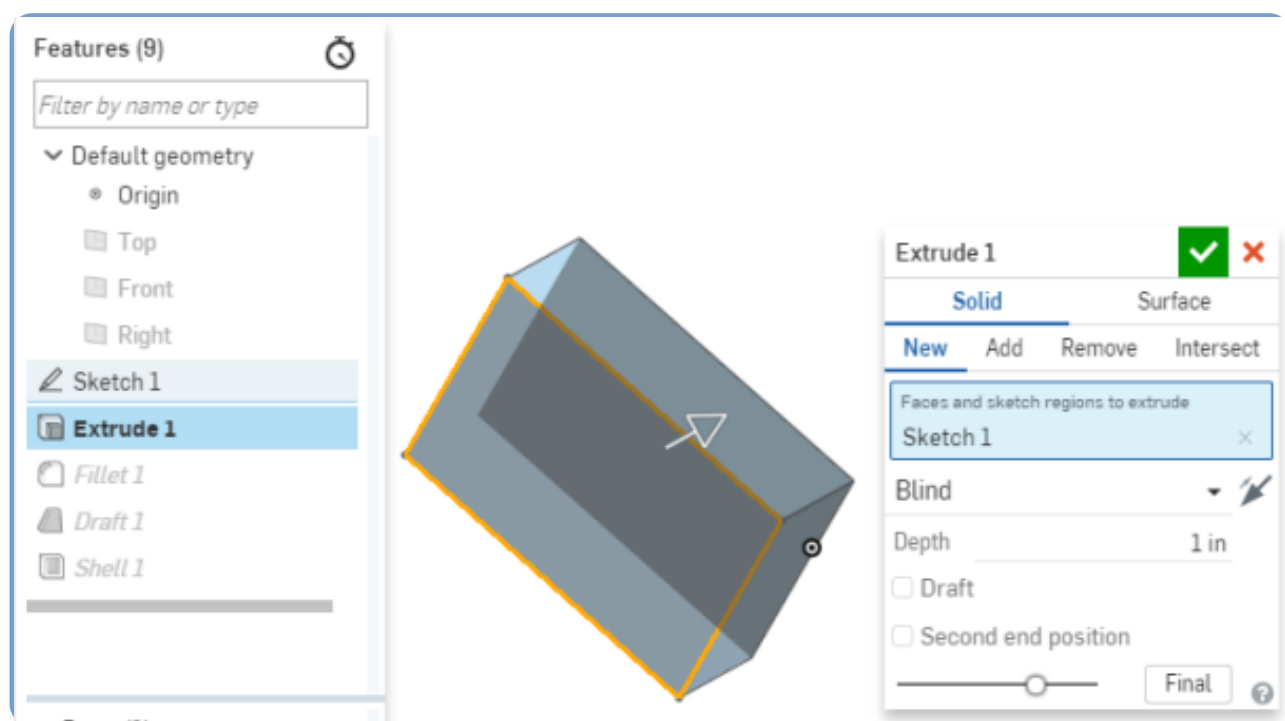 Features (9)
Filter by name or type
Default geometry
Origin
Top
Front
Right
Sketch 1
Extrude 1
Fillet 1
Draft 1
Shell 1
Extrude 1
Solid Surface
New Add Remove Intersect
Faces and sketch regions to extrude
Sketch 1
Blind
Depth 1 in
Draft
Second end position
Final